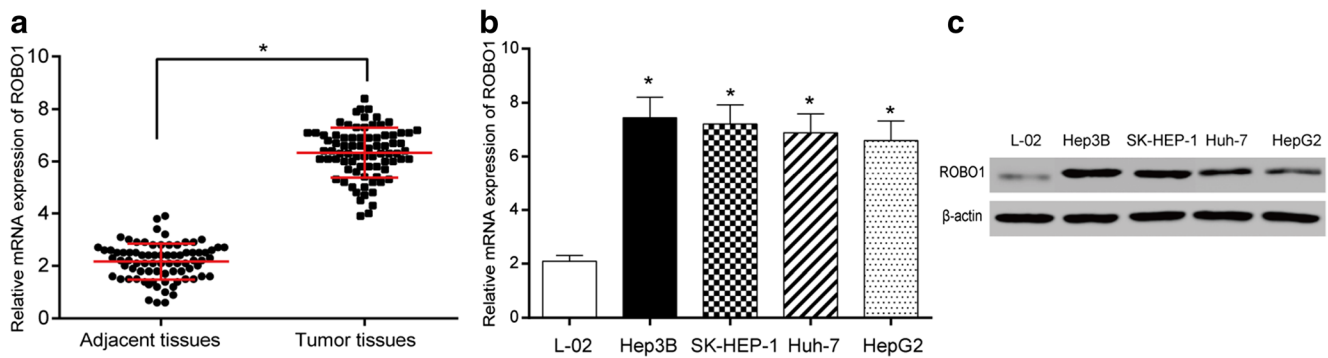 a
Relative mRNA expression of ROBO1
10
8
6
4
2
0
*
Adjacent tissues
Tumor tissues
b
Relative mRNA expression of ROBO1
10
8
6
4
2
0
*
*
*
*
L-02
Hep3B
SK-HEP-1
Huh-7
HepG2
c
L-02 Hep3B SK-HEP-1 Huh-7 HepG2
ROBO1
β-actin